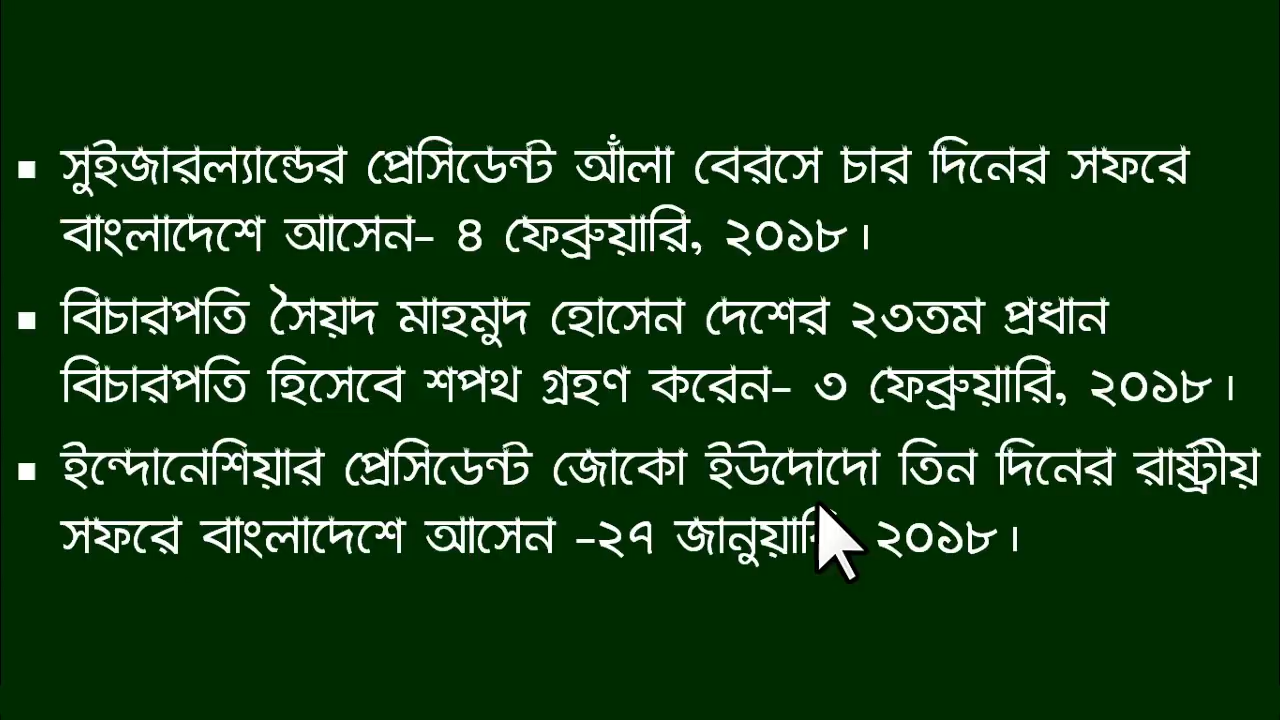 ▪ সুইজারল্যান্ডের প্রেসিডেন্ট আঁলা বেরসে চার দিনের সফরে
বাংলাদেশে আসেন- ৪ ফেব্রুয়ারি, ২০১৮।
▪ বিচারপতি সৈয়দ মাহমুদ হোসেন দেশের ২৩তম প্রধান
বিচারপতি হিসেবে শপথ গ্রহণ করেন- ৩ ফেব্রুয়ারি, ২০১৮।
▪ ইন্দোনেশিয়ার প্রেসিডেন্ট জোকো ইউদোদো তিন দিনের রাষ্ট্রীয়
সফরে বাংলাদেশে আসেন -২৭ জানুয়ারি, ২০১৮।